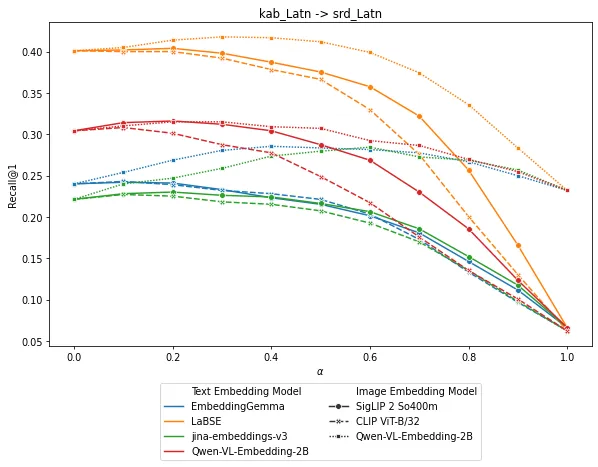 kab_Latn -> srd_Latn
Recall@1
0.40
0.35
0.30
0.25
0.20
0.15
0.10
0.05
0.0
0.2
0.4
0.6
0.8
1.0
α
Text Embedding Model
EmbeddingGemma
LaBSE
jina-embeddings-v3
Qwen-VL-Embedding-2B
Image Embedding Model
SigLIP 2 So400m
CLIP ViT-B/32
Qwen-VL-Embedding-2B